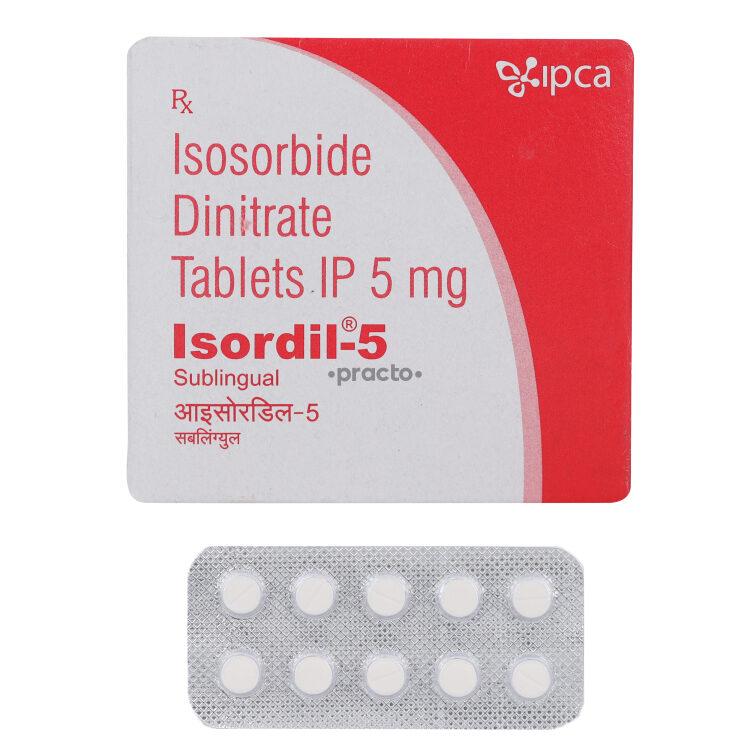 ipca
Rx
Isosorbide
Dinitrate
Tablets IP 5 mg
Isordil®-5
•practo•
Sublingual
आइसोरडिल-5
सबलिंग्युल